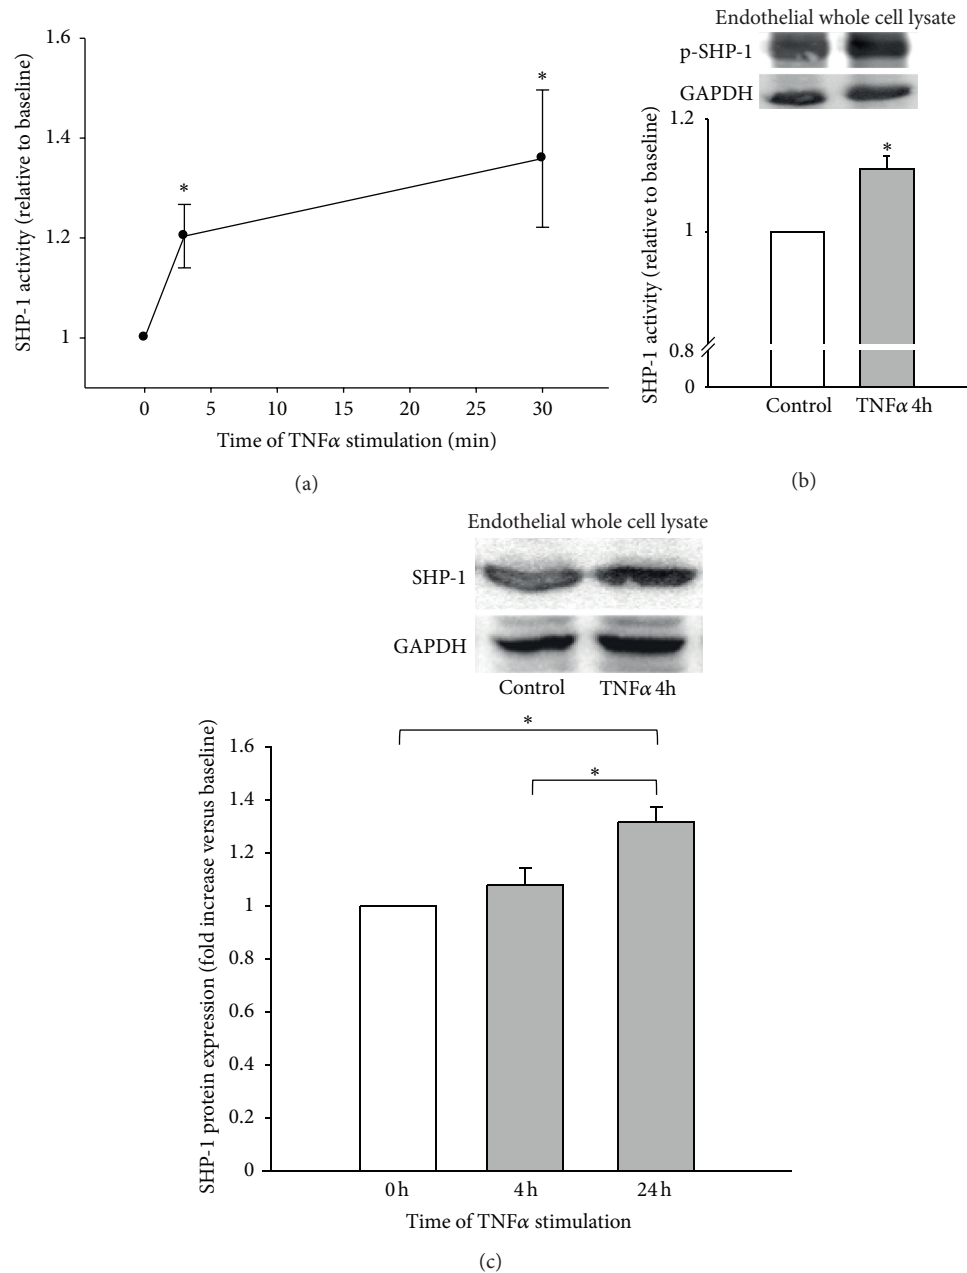 SHP-1 activity (relative to baseline)
1.6
1.4
1.2
1
*
*
0 5 10 15 20 25 30
Time of TNFα stimulation (min)
(a)
Endothelial whole cell lysate
p-SHP-1
GAPDH
SHP-1 activity (relative to baseline)
1.2
1
0.8
0
*
Control TNFα 4h
(b)
Endothelial whole cell lysate
SHP-1
GAPDH
Control TNFα 4h
SHP-1 protein expression (fold increase versus baseline)
*
*
1.6
1.4
1.2
1
0.8
0.6
0.4
0.2
0
0 h 4 h 24 h
Time of TNFα stimulation
(c)